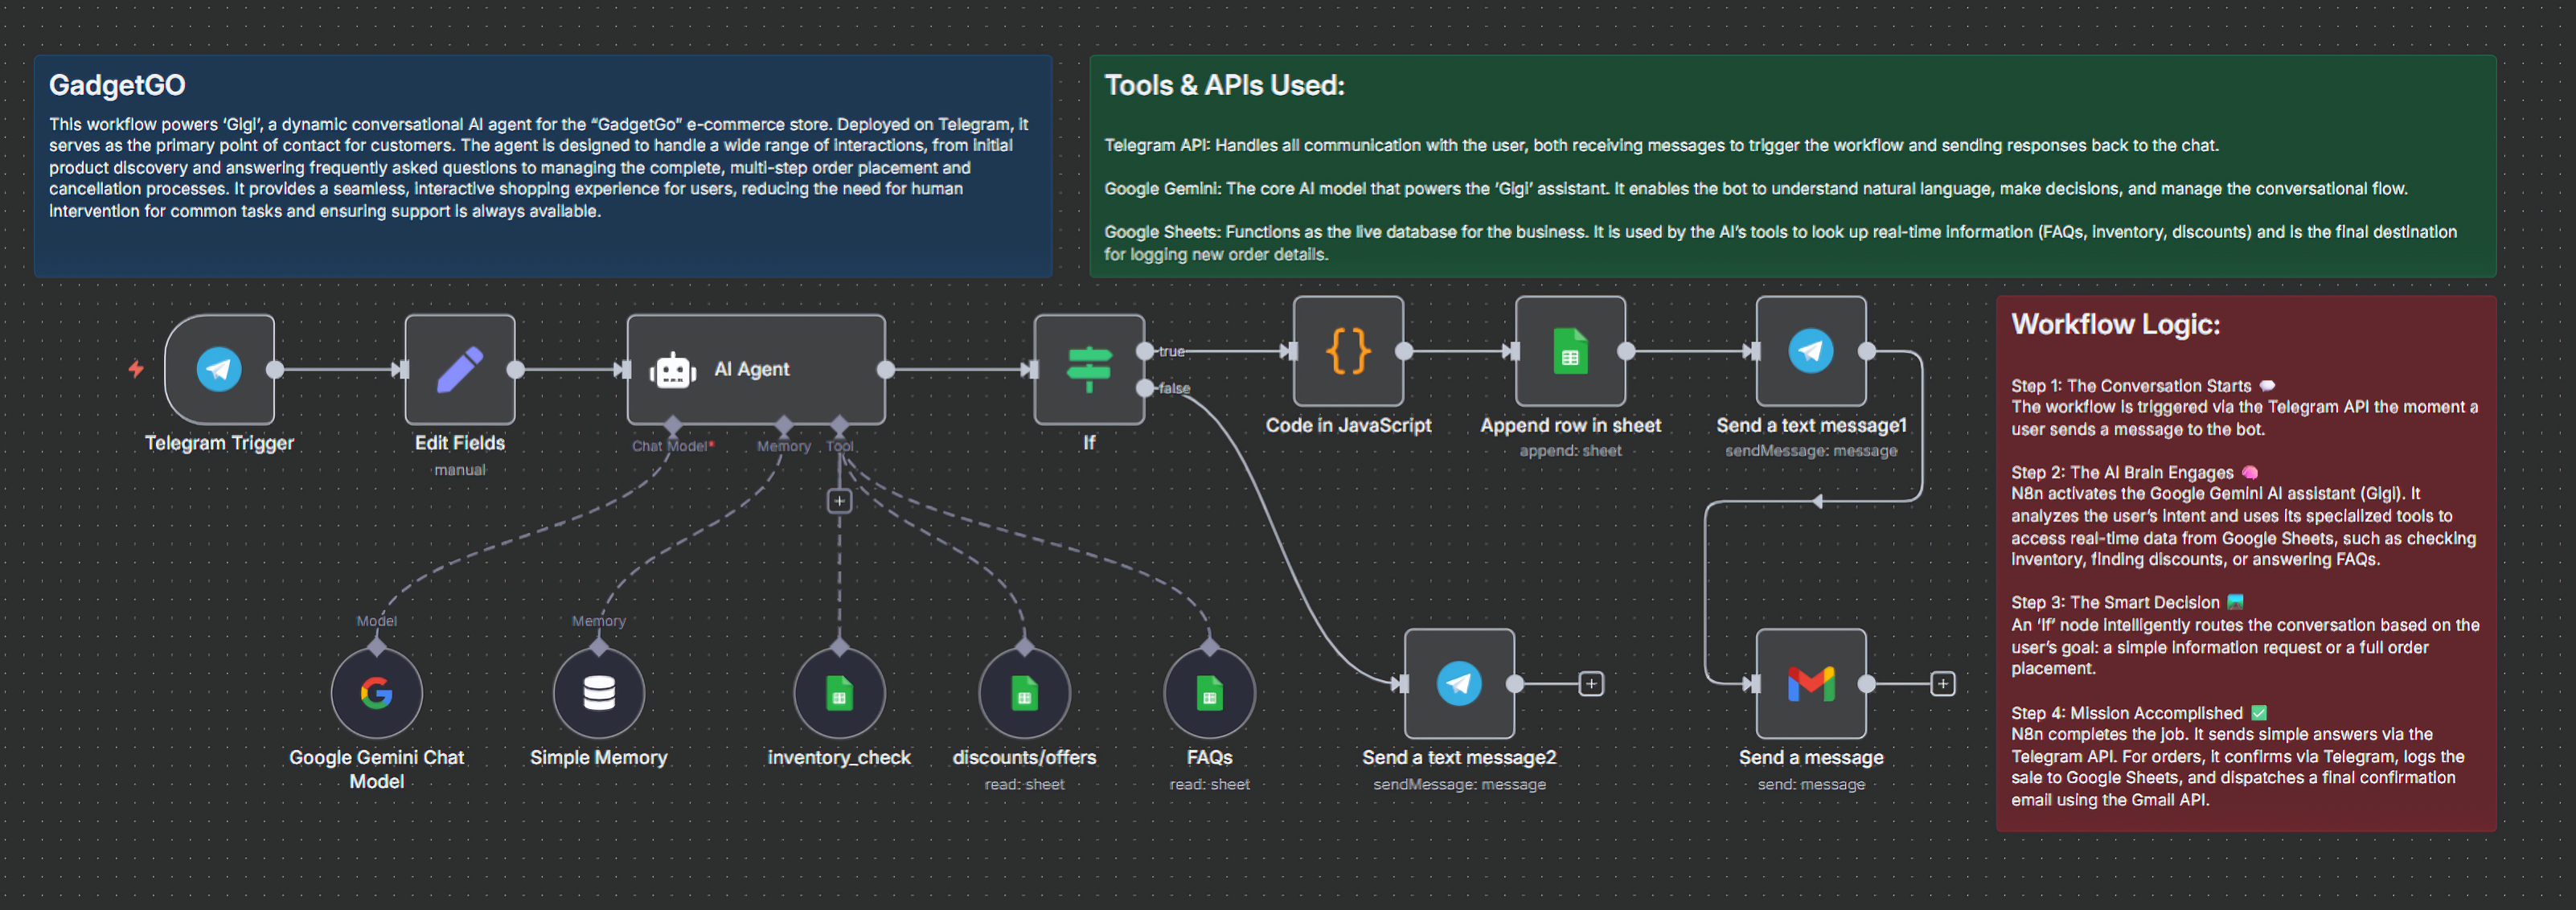 GadgetGO
This workflow powers ‘Gigi’, a dynamic conversational AI agent for the “GadgetGo” e-commerce store. Deployed on Telegram, it
serves as the primary point of contact for customers. The agent is designed to handle a wide range of interactions, from initial
product discovery and answering frequently asked questions to managing the complete, multi-step order placement and
cancellation processes. It provides a seamless, interactive shopping experience for users, reducing the need for human
intervention for common tasks and ensuring support is always available.
Tools & APIs Used:
Telegram API: Handles all communication with the user, both receiving messages to trigger the workflow and sending responses back to the chat.
Google Gemini: The core AI model that powers the ‘Gigi’ assistant. It enables the bot to understand natural language, make decisions, and manage the conversational flow.
Google Sheets: Functions as the live database for the business. It is used by the AI’s tools to look up real-time information (FAQs, inventory, discounts) and is the final destination
for logging new order details.
Telegram Trigger
Edit Fields
manual
AI Agent
Chat Model*
Memory
Tool
If
true
false
Code in JavaScript
Append row in sheet
append: sheet
Send a text message1
sendMessage: message
Model
Google Gemini Chat
Model
Memory
Simple Memory
inventory_check
discounts/offers
read: sheet
FAQs
read: sheet
Send a text message2
sendMessage: message
Send a message
send: message
Workflow Logic:
Step 1: The Conversation Starts 💬
The workflow is triggered via the Telegram API the moment a
user sends a message to the bot.
Step 2: The AI Brain Engages 🧠
N8n activates the Google Gemini AI assistant (Gigi). It
analyzes the user’s intent and uses its specialized tools to
access real-time data from Google Sheets, such as checking
inventory, finding discounts, or answering FAQs.
Step 3: The Smart Decision
An ‘If’ node intelligently routes the conversation based on the
user’s goal: a simple information request or a full order
placement.
Step 4: Mission Accomplished ✅
N8n completes the job. It sends simple answers via the
Telegram API. For orders, it confirms via Telegram, logs the
sale to Google Sheets, and dispatches a final confirmation
email using the Gmail API.